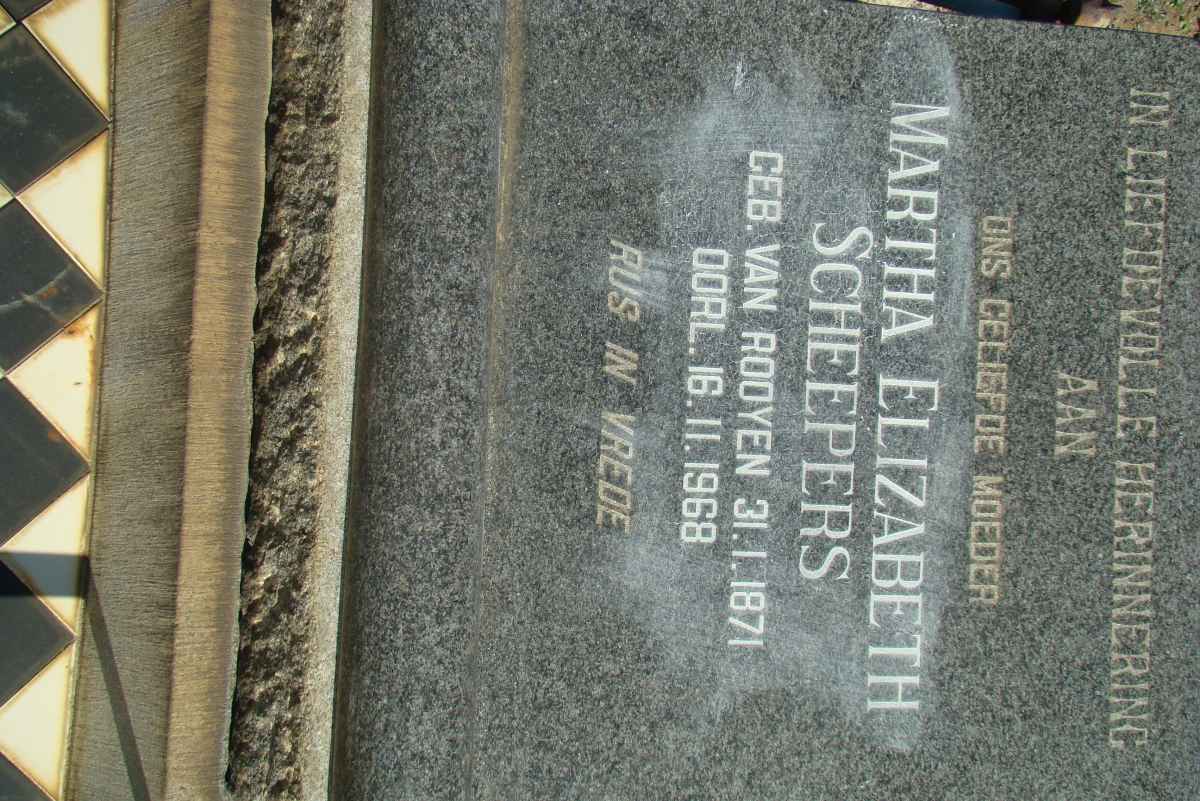 IN LIEFDEVOLLE HERINNERING
AAN
ONS GELIEFDE MOEDER
MARTHA ELIZABETH
SCHEEPERS
GEB. VAN ROOYEN 31.1.1871
OORL. 16.11.1968
RUS IN VREDE